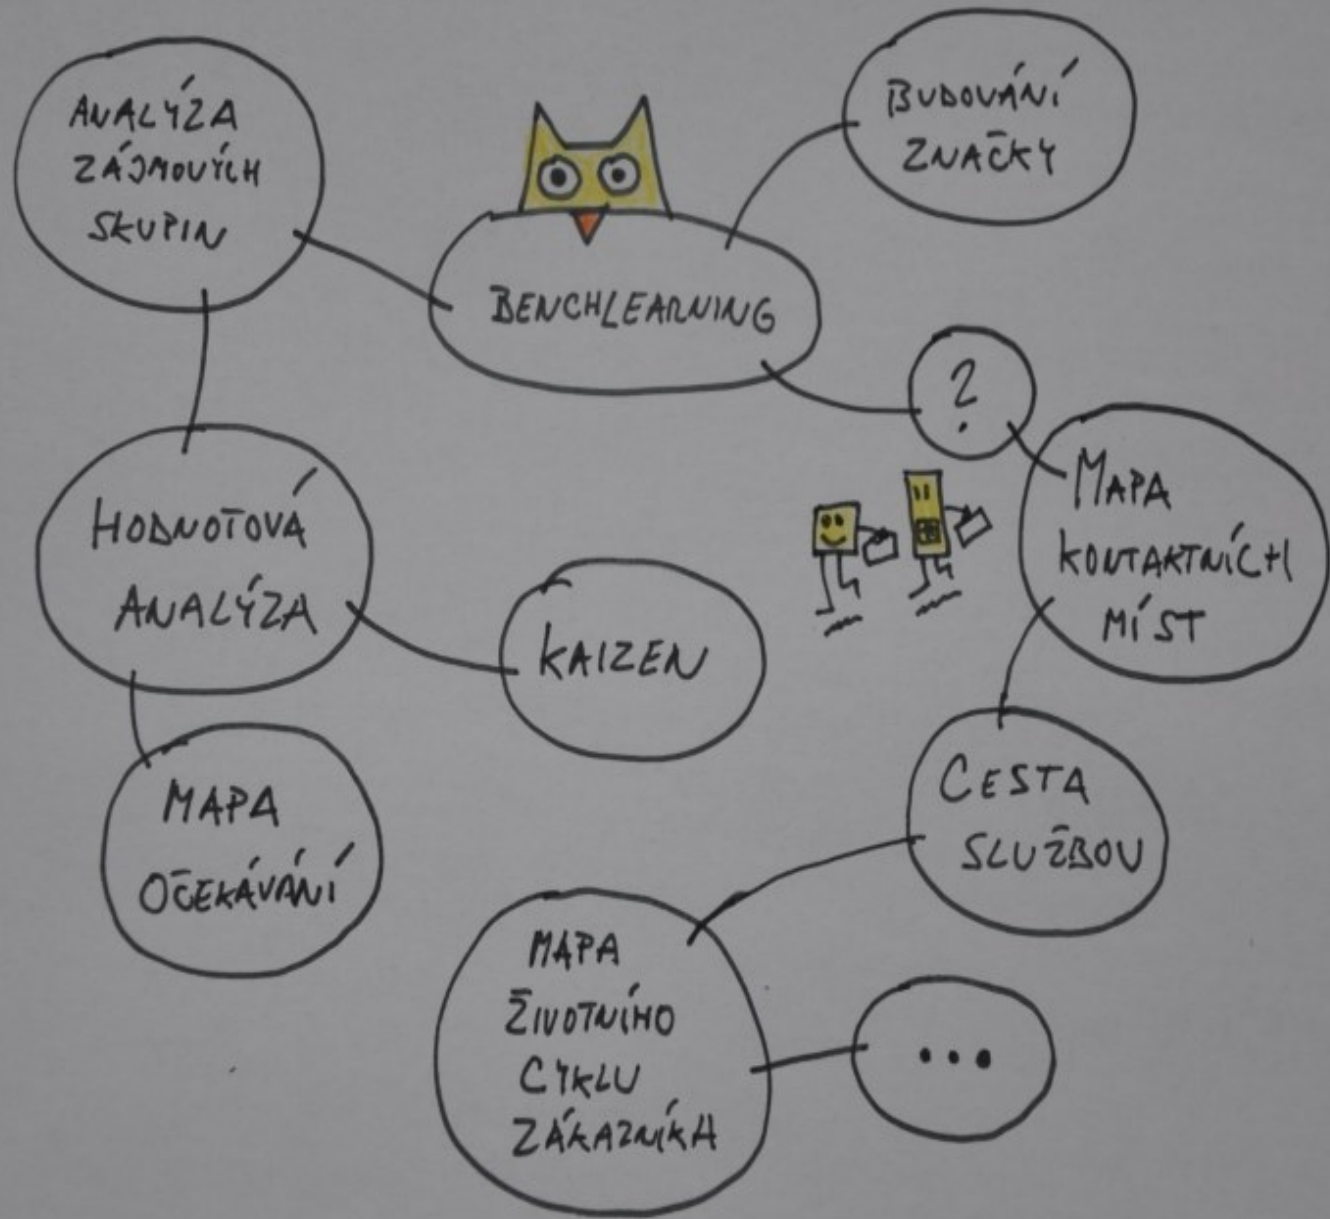 ANALÝZA
ZÁJMOVÝCH
SKUPIN
BUDOVÁNÍ
ZNAČKY
BENCHLEARNING
?
MAPA
KONTAKTNÍCH
MÍST
HODNOTOVÁ
ANALÝZA
KAIZEN
CESTA
SLUŽBOU
MAPA
OČEKÁVÁNÍ
MAPA
ŽIVOTNÍHO
CYKLU
ZÁKAZNÍKA
...